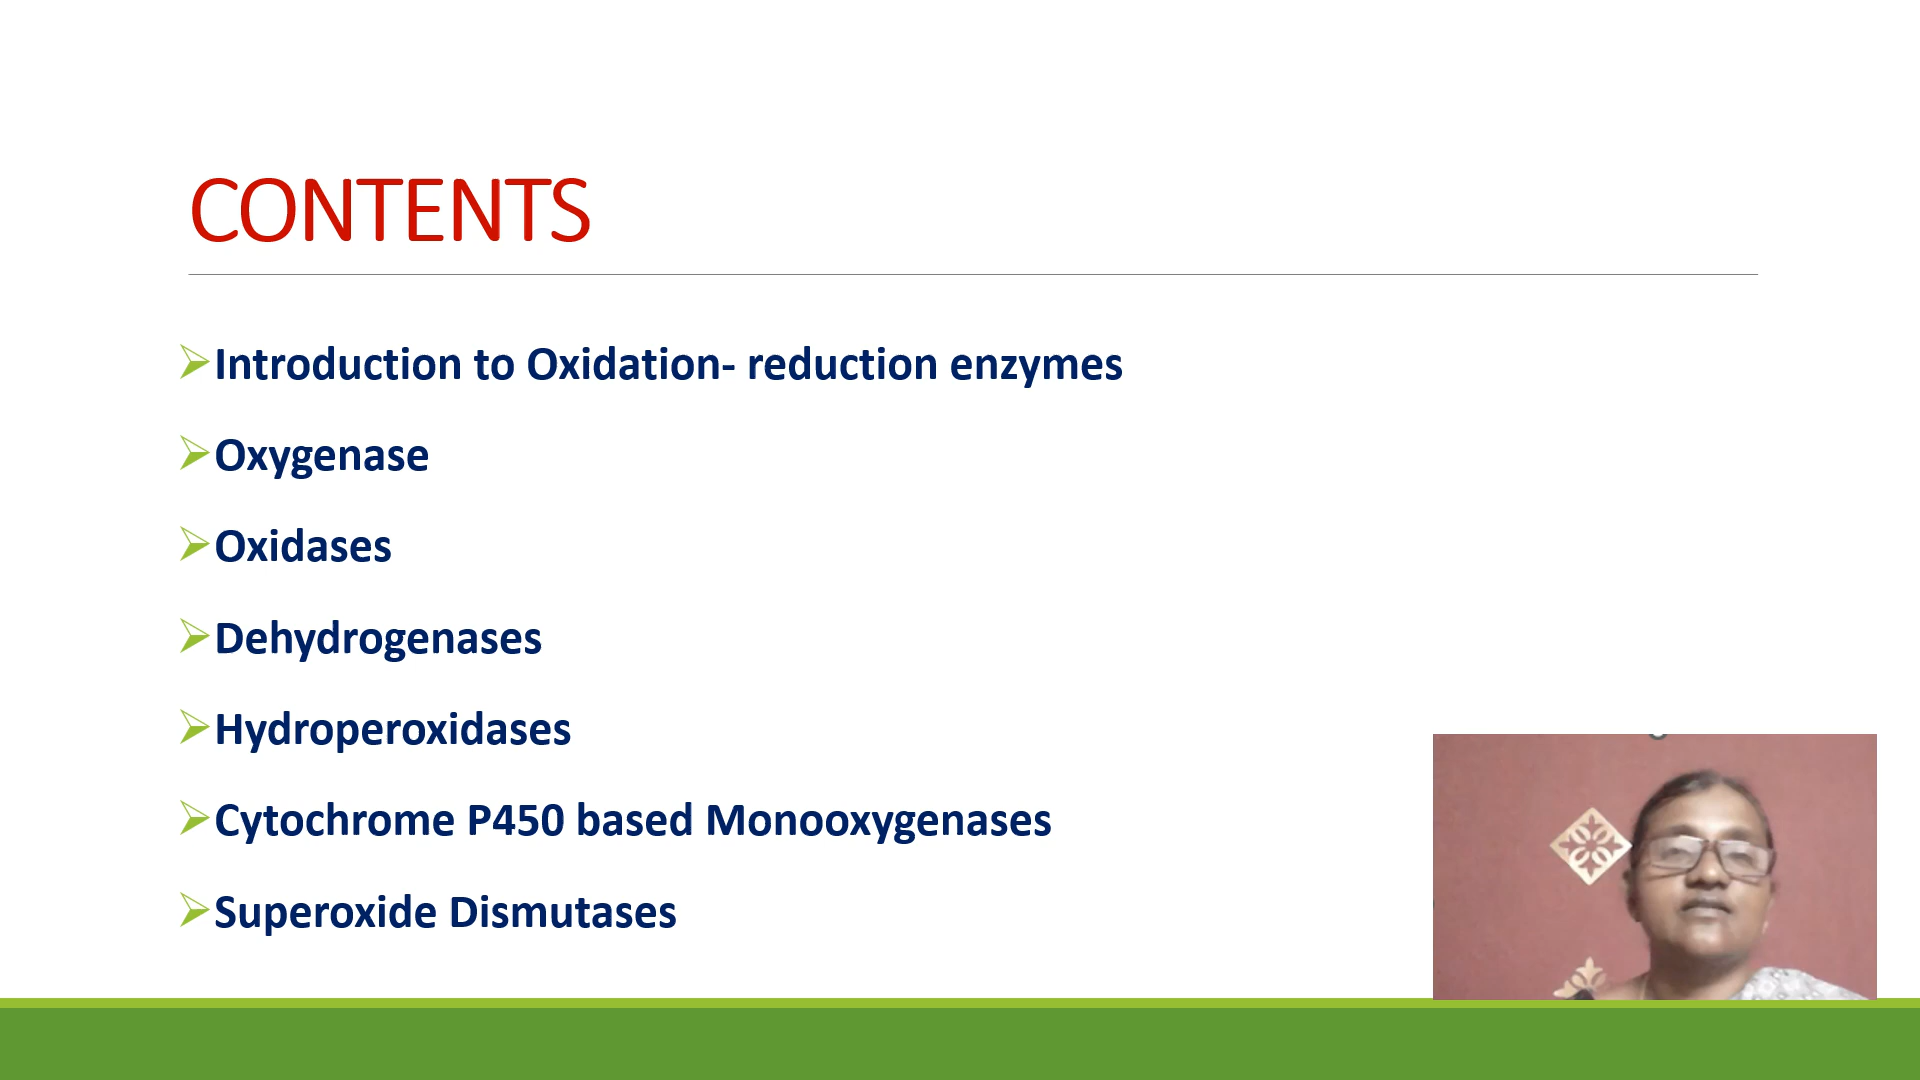 CONTENTS
Introduction to Oxidation- reduction enzymes
Oxygenase
Oxidases
Dehydrogenases
Hydroperoxidases
Cytochrome P450 based Monooxygenases
Superoxide Dismutases